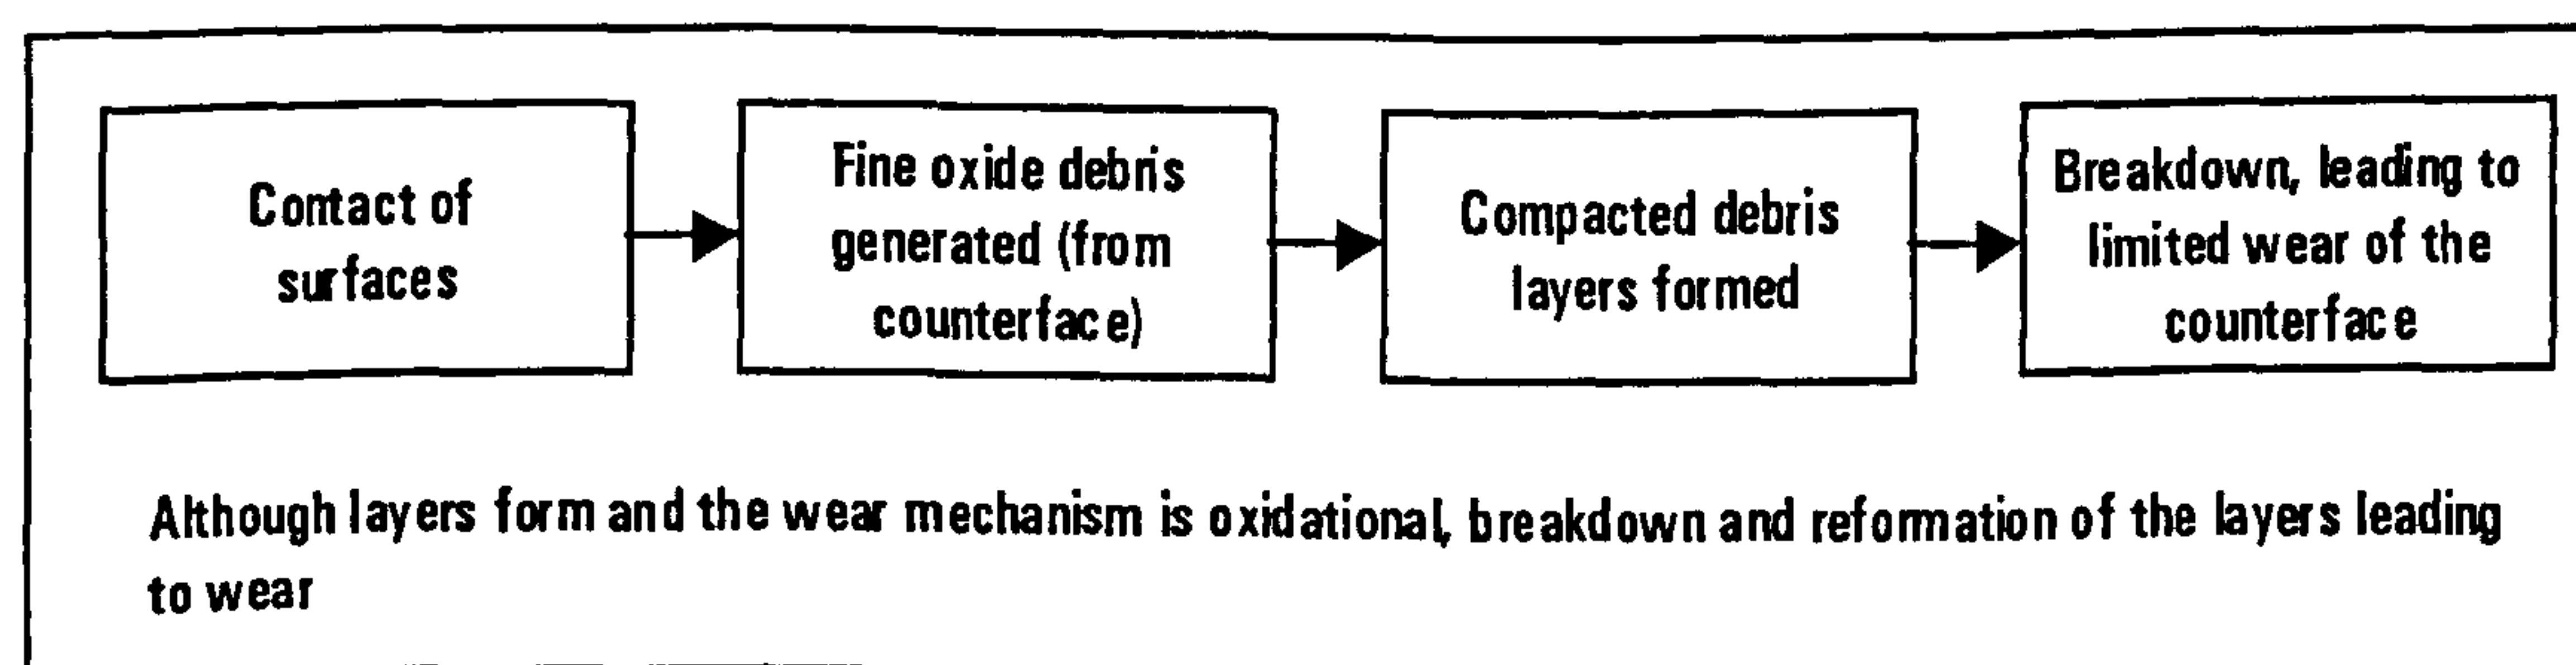 Contact of
surfaces
Fine oxide debris
generated (from
counterface)
Compacted debris
layers formed
Breakdown, leading to
limited wear of the
counterface
Although layers form and the wear mechanism is oxidational, breakdown and reformation of the layers leading
to wear